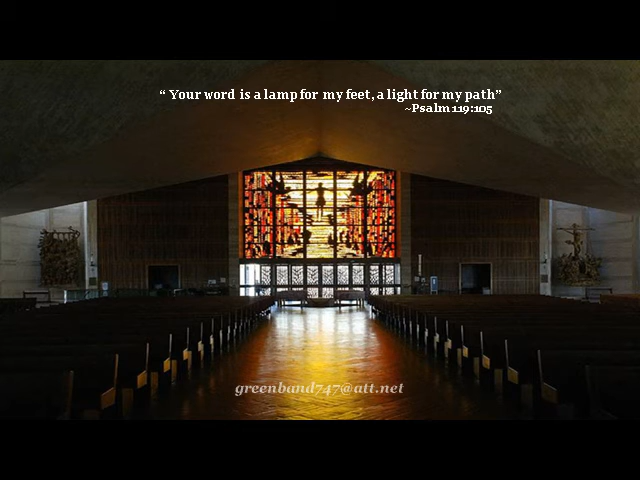 “ Your word is a lamp for my feet, a light for my path”
~Psalm 119:105
greenband747@att.net